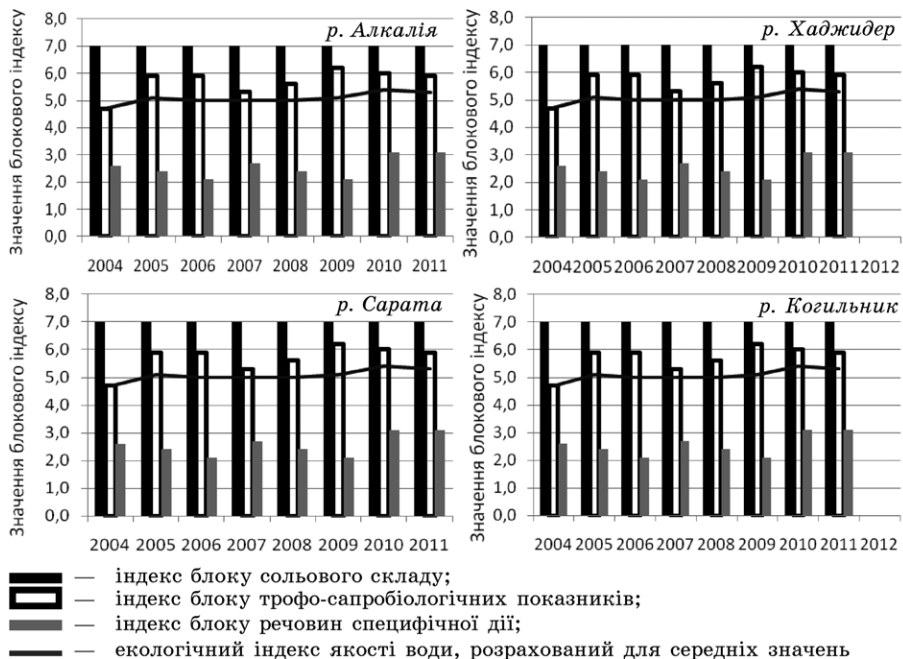 р. Алкалія
Значення блокового індексу
8,0
7,0
6,0
5,0
4,0
3,0
2,0
1,0
0,0
2004 2005 2006 2007 2008 2009 2010 2011
р. Хаджидер
Значення блокового індексу
8,0
7,0
6,0
5,0
4,0
3,0
2,0
1,0
0,0
2004 2005 2006 2007 2008 2009 2010 2011 2012
р. Сарата
Значення блокового індексу
8,0
7,0
6,0
5,0
4,0
3,0
2,0
1,0
0,0
2004 2005 2006 2007 2008 2009 2010 2011
р. Когильник
Значення блокового індексу
8,0
7,0
6,0
5,0
4,0
3,0
2,0
1,0
0,0
2004 2005 2006 2007 2008 2009 2010 2011 2012
— індекс блоку сольового складу;
— індекс блоку трофо-сапробіологічних показників;
— індекс блоку речовин специфічної дії;
— екологічний індекс якості води, розрахований для середніх значень